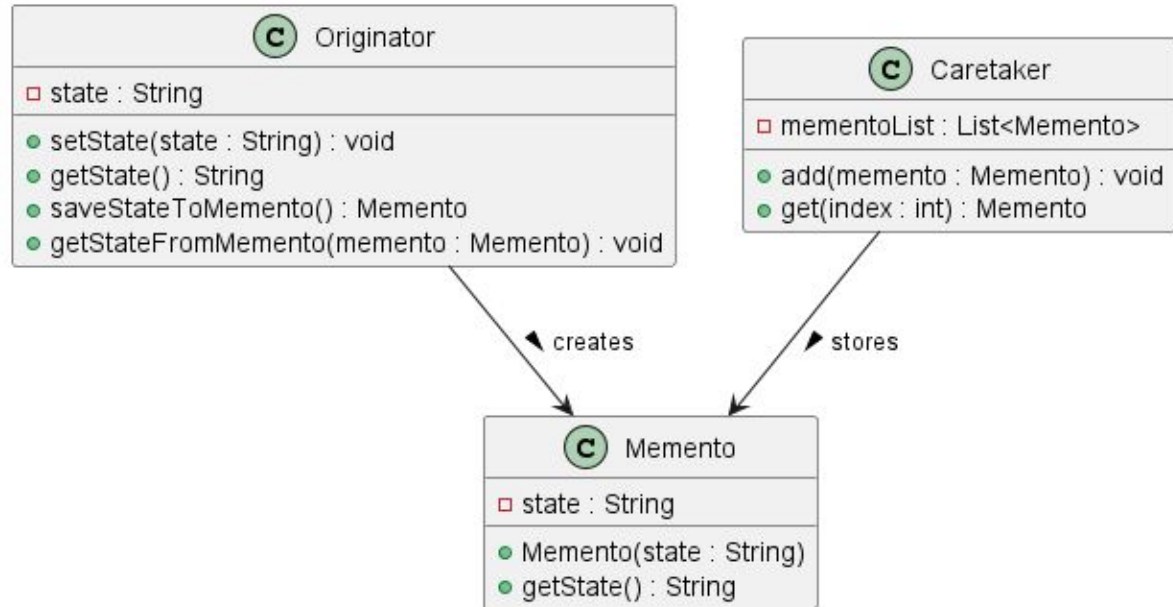 C Originator
state : String
setState(state : String) : void
getState() : String
saveStateToMemento() : Memento
getStateFromMemento(memento : Memento) : void
C Caretaker
mementoList : List<Memento>
add(memento : Memento) : void
get(index : int) : Memento
creates
stores
C Memento
state : String
Memento(state : String)
getState() : String